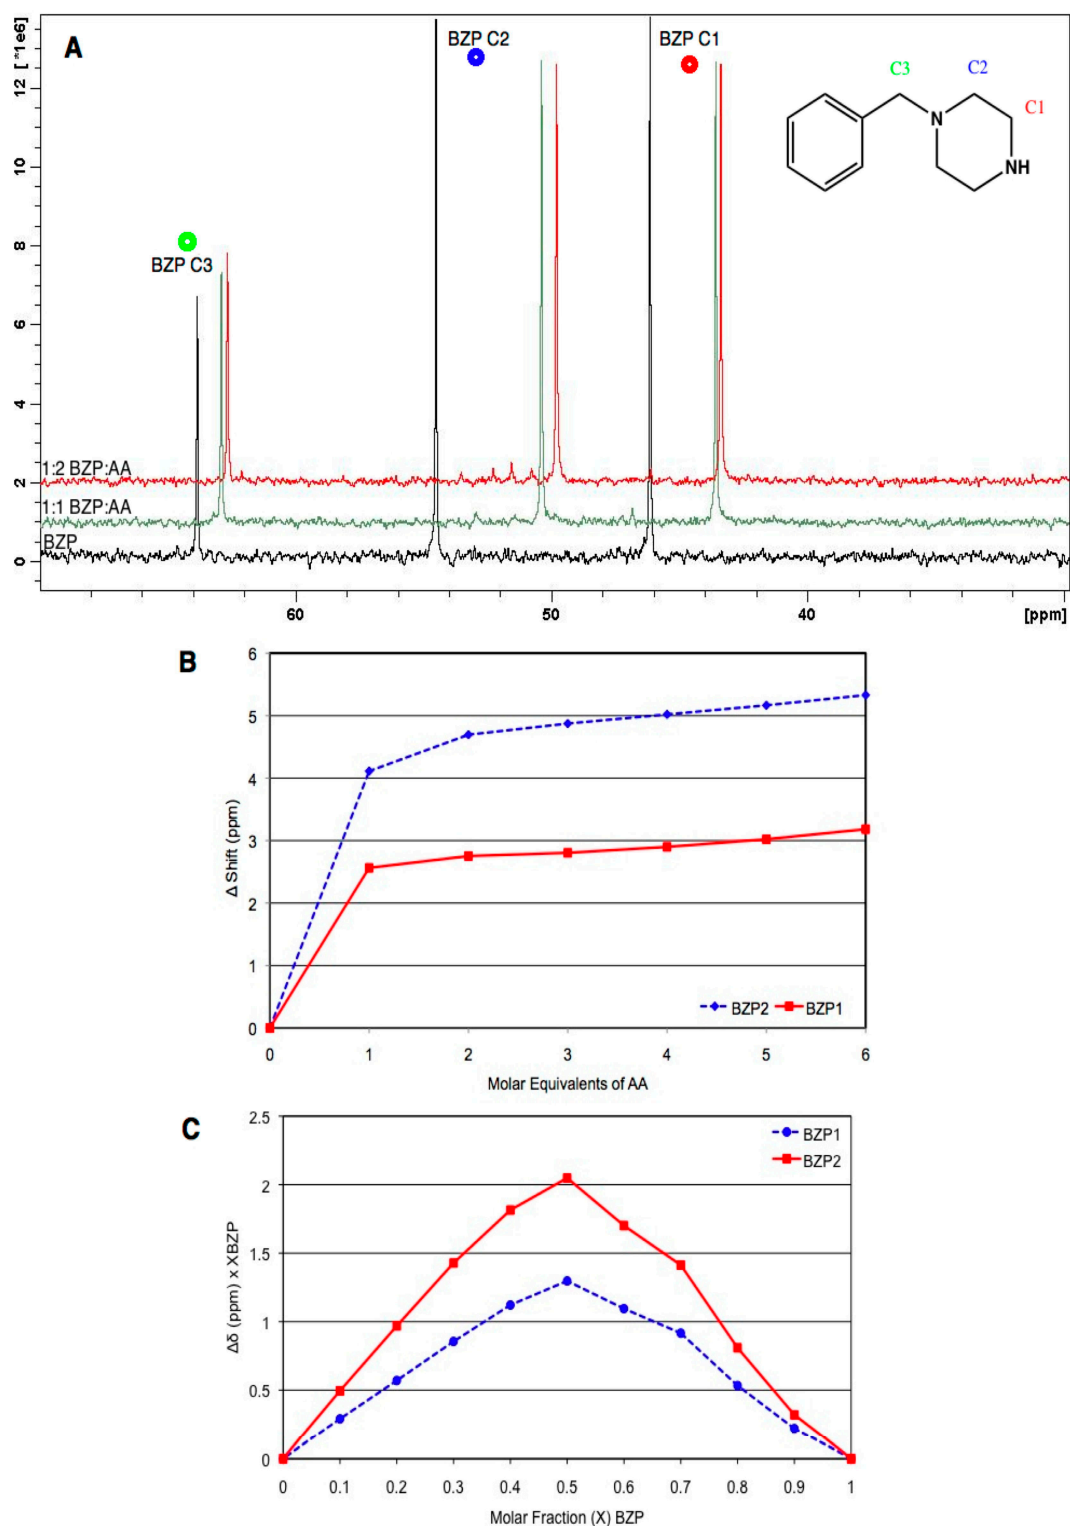 A
[ *1e6]
12
10
8
6
4
2
0
BZP C2
BZP C1
BZP C3
C3
C2
C1
N
NH
1:2 BZP:AA
1:1 BZP:AA
BZP
60
50
40
[ppm]
B
6
5
4
3
2
1
0
Δ Shift (ppm)
BZP2
BZP1
0 1 2 3 4 5 6
Molar Equivalents of AA
C
2.5
2
1.5
1
0.5
0
Δδ (ppm) x XBZP
BZP1
BZP2
0 0.1 0.2 0.3 0.4 0.5 0.6 0.7 0.8 0.9 1
Molar Fraction (X) BZP